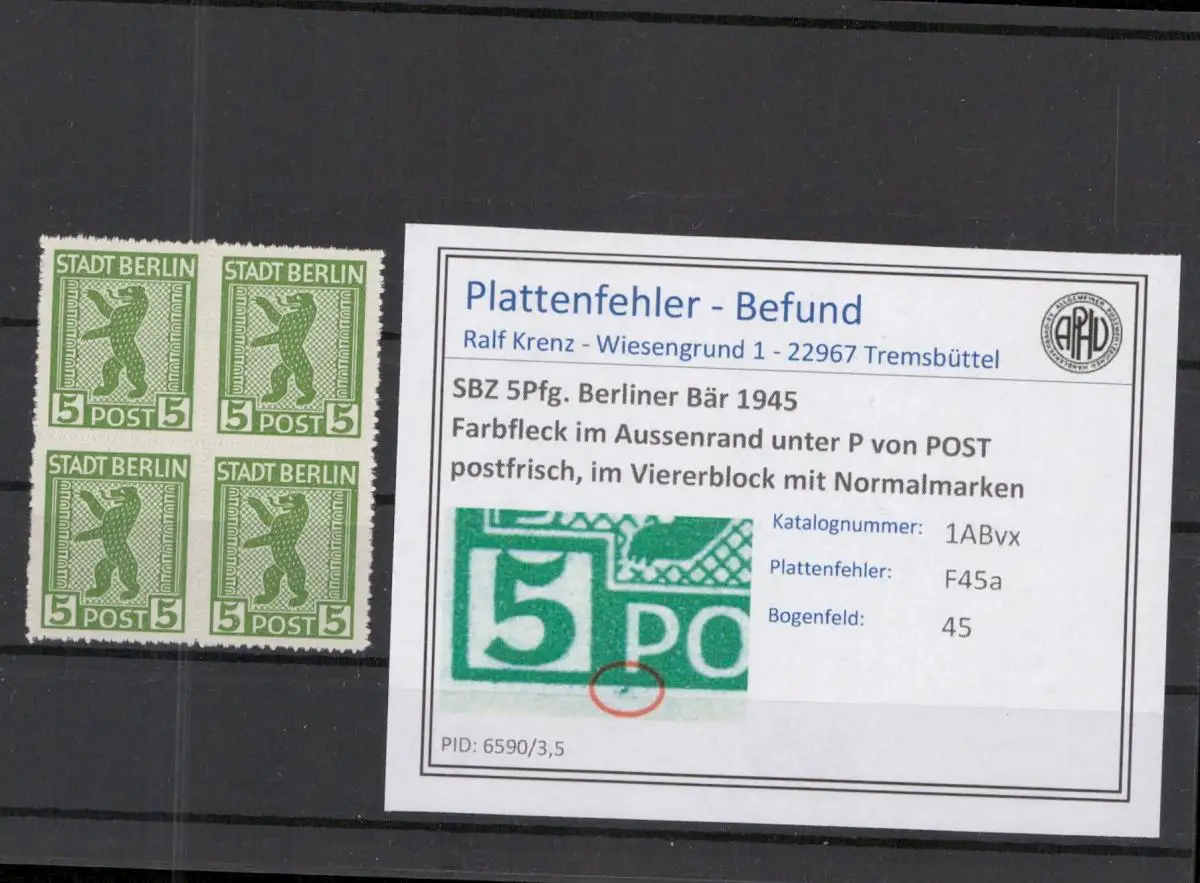 STADT BERLIN
5 POST 5
STADT BERLIN
5 POST 5
STADT BERLIN
5 POST 5
STADT BERLIN
5 POST 5
Plattenfehler - Befund
Ralf Krenz - Wiesengrund 1 - 22967 Tremsbüttel
APHV
SBZ 5Pfg. Berliner Bär 1945
Farbfleck im Aussenrand unter P von POST
postfrisch, im Viererblock mit Normalmarken
5 PO
Katalognummer: 1ABvx
Plattenfehler: F45a
Bogenfeld: 45
PID: 6590/3,5